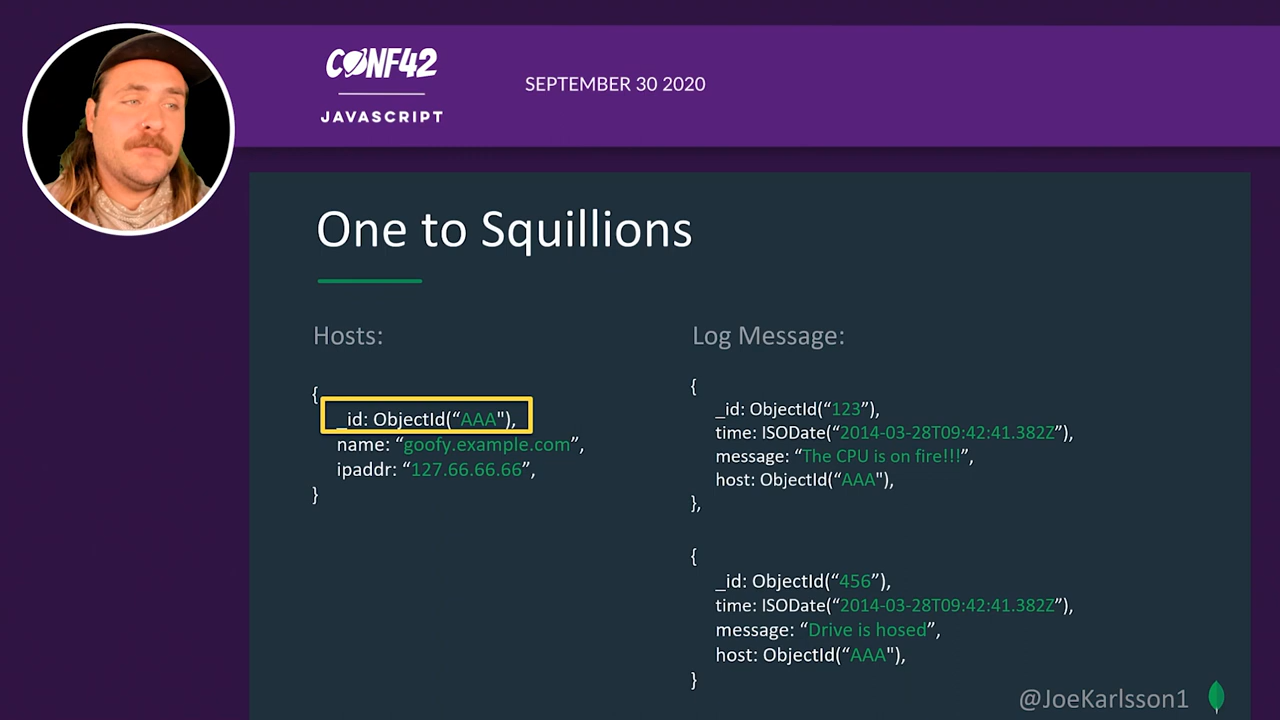 CONF42
JAVASCRIPT
SEPTEMBER 30 2020
One to Squillions
Hosts:
{
_id: ObjectId(“AAA"),
name: “goofy.example.com”,
ipaddr: “127.66.66.66”,
}
Log Message:
{
_id: ObjectId(“123”),
time: ISODate(“2014-03-28T09:42:41.382Z”),
message: “The CPU is on fire!!!”,
host: ObjectId(“AAA"),
},
{
_id: ObjectId(“456”),
time: ISODate(“2014-03-28T09:42:41.382Z”),
message: “Drive is hosed”,
host: ObjectId(“AAA"),
}
@JoeKarlsson1